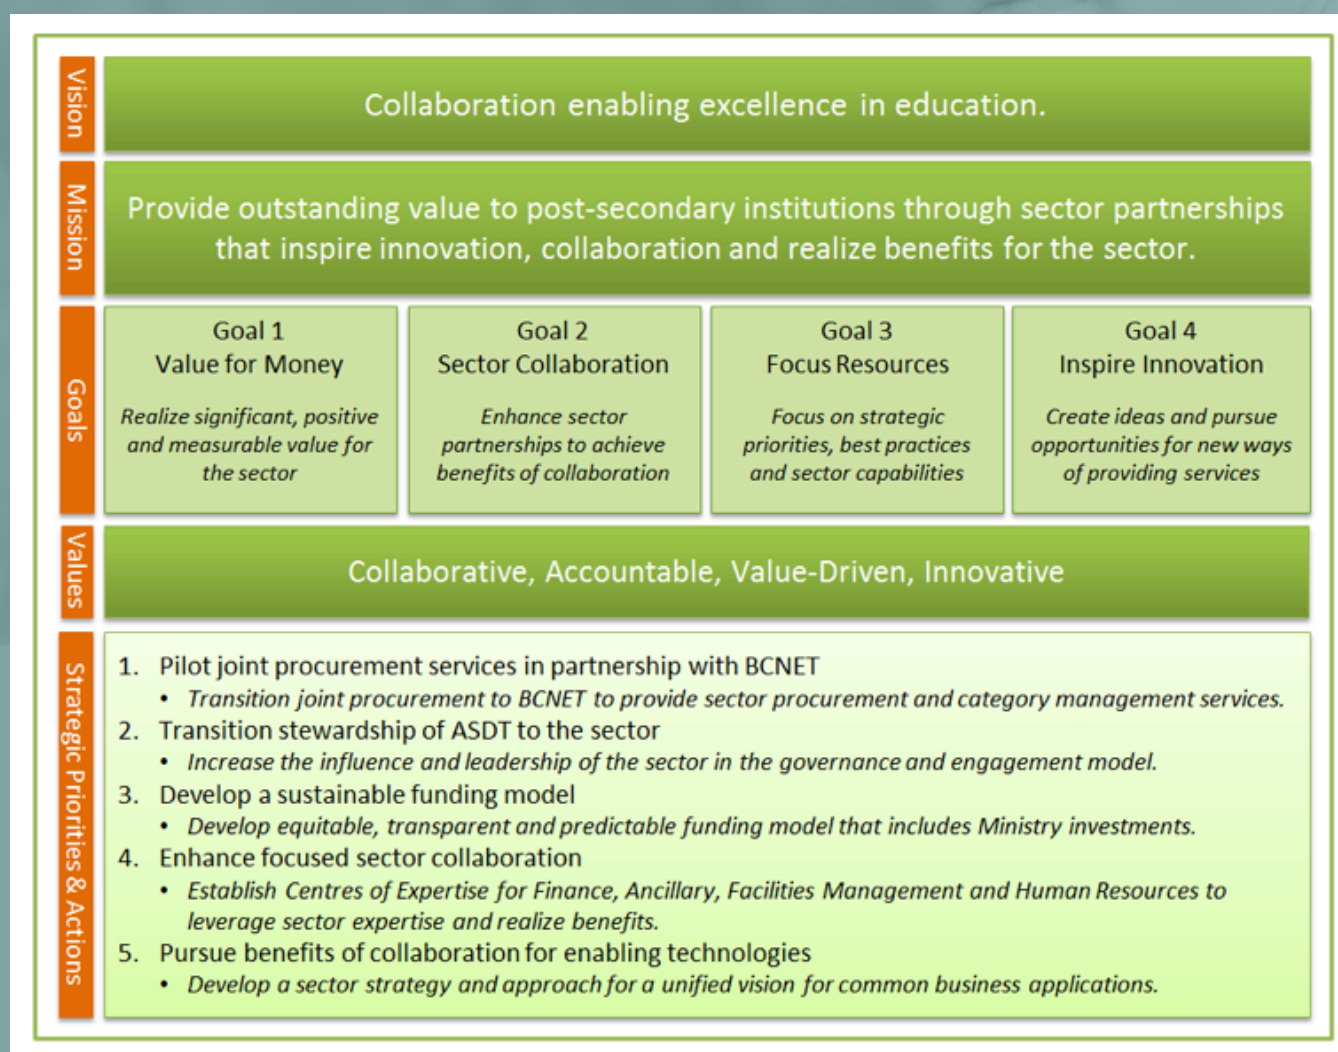 Vision
Collaboration enabling excellence in education.
Mission
Provide outstanding value to post-secondary institutions through sector partnerships
that inspire innovation, collaboration and realize benefits for the sector.
Goals
Goal 1
Value for Money
Realize significant, positive
and measurable value for
the sector
Goal 2
Sector Collaboration
Enhance sector
partnerships to achieve
benefits of collaboration
Goal 3
Focus Resources
Focus on strategic
priorities, best practices
and sector capabilities
Goal 4
Inspire Innovation
Create ideas and pursue
opportunities for new ways
of providing services
Values
Collaborative, Accountable, Value-Driven, Innovative
Strategic Priorities & Actions
1. Pilot joint procurement services in partnership with BCNET
• Transition joint procurement to BCNET to provide sector procurement and category management services.
2. Transition stewardship of ASDT to the sector
• Increase the influence and leadership of the sector in the governance and engagement model.
3. Develop a sustainable funding model
• Develop equitable, transparent and predictable funding model that includes Ministry investments.
4. Enhance focused sector collaboration
• Establish Centres of Expertise for Finance, Ancillary, Facilities Management and Human Resources to
leverage sector expertise and realize benefits.
5. Pursue benefits of collaboration for enabling technologies
• Develop a sector strategy and approach for a unified vision for common business applications.